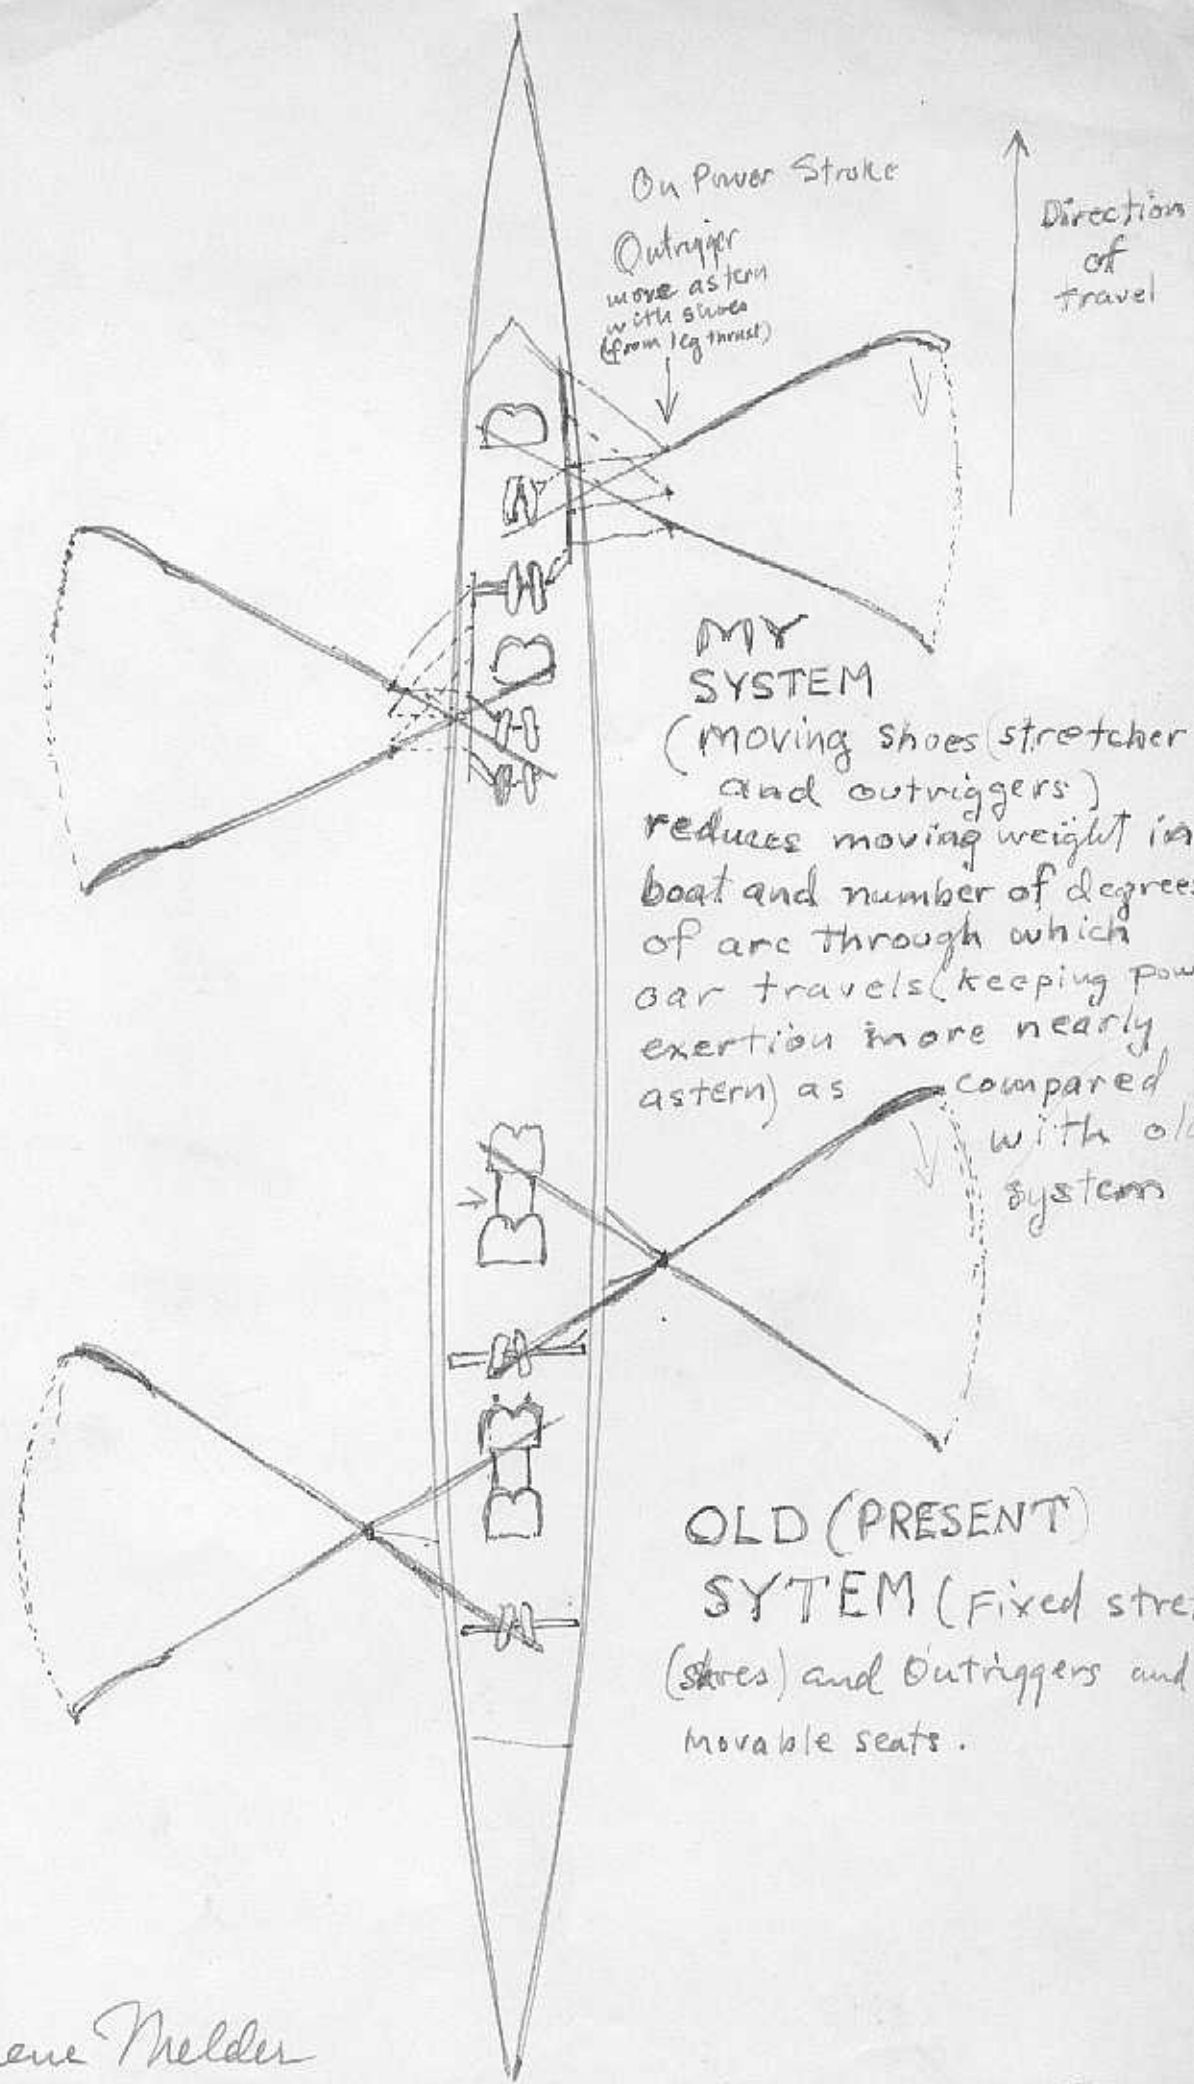 On Power Stroke
Outrigger
more astern
with shoes
(from leg thrust)
Direction
of
travel
MY
SYSTEM
(moving shoes (stretcher
and outriggers)
reduces moving weight in
boat and number of degrees
of arc through which
oar travels (keeping pow
exertion more nearly
astern) as compared
with old
system
OLD (PRESENT)
SYTEM (Fixed stre
(shoes) and Outriggers and
movable seats.
Melder